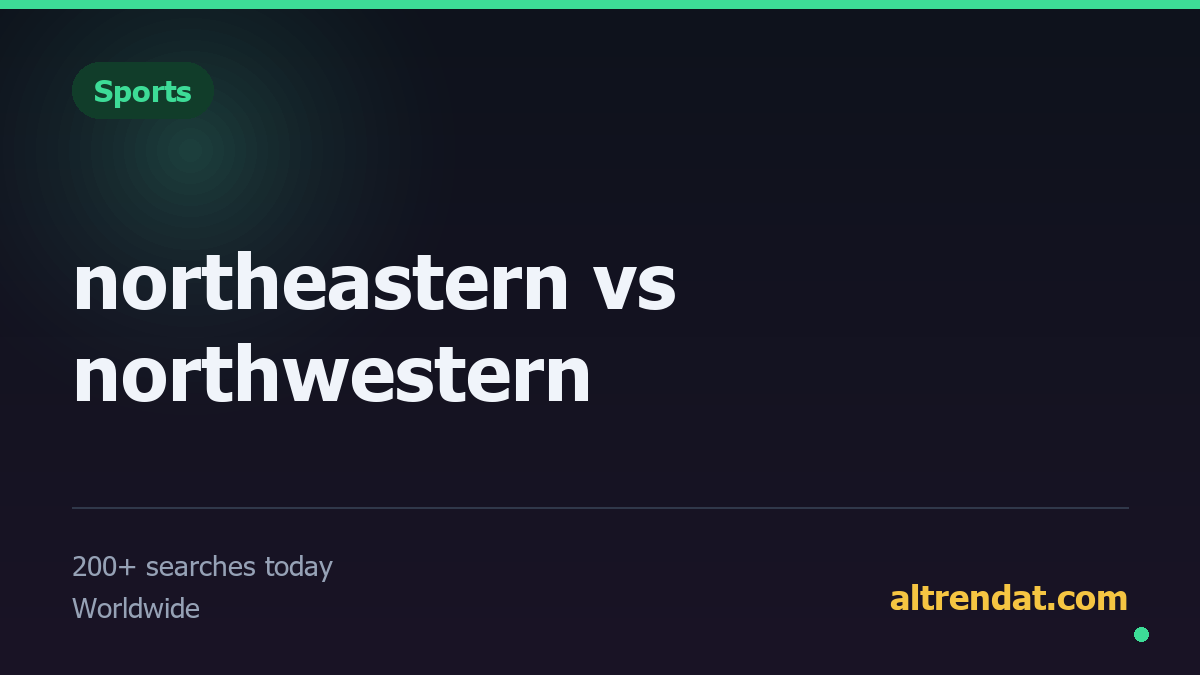 Sports
northeastern vs
northwestern
200+ searches today
Worldwide
altrendat.com